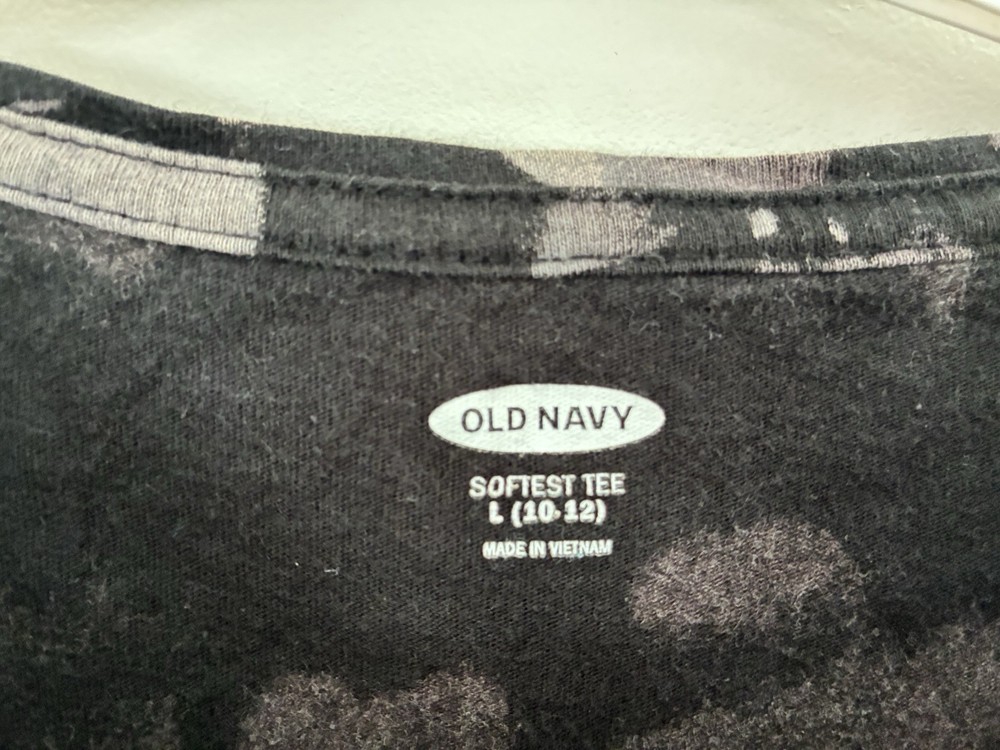 OLD NAVY
SOFTEST TEE
L (10-12)
MADE IN VIETNAM